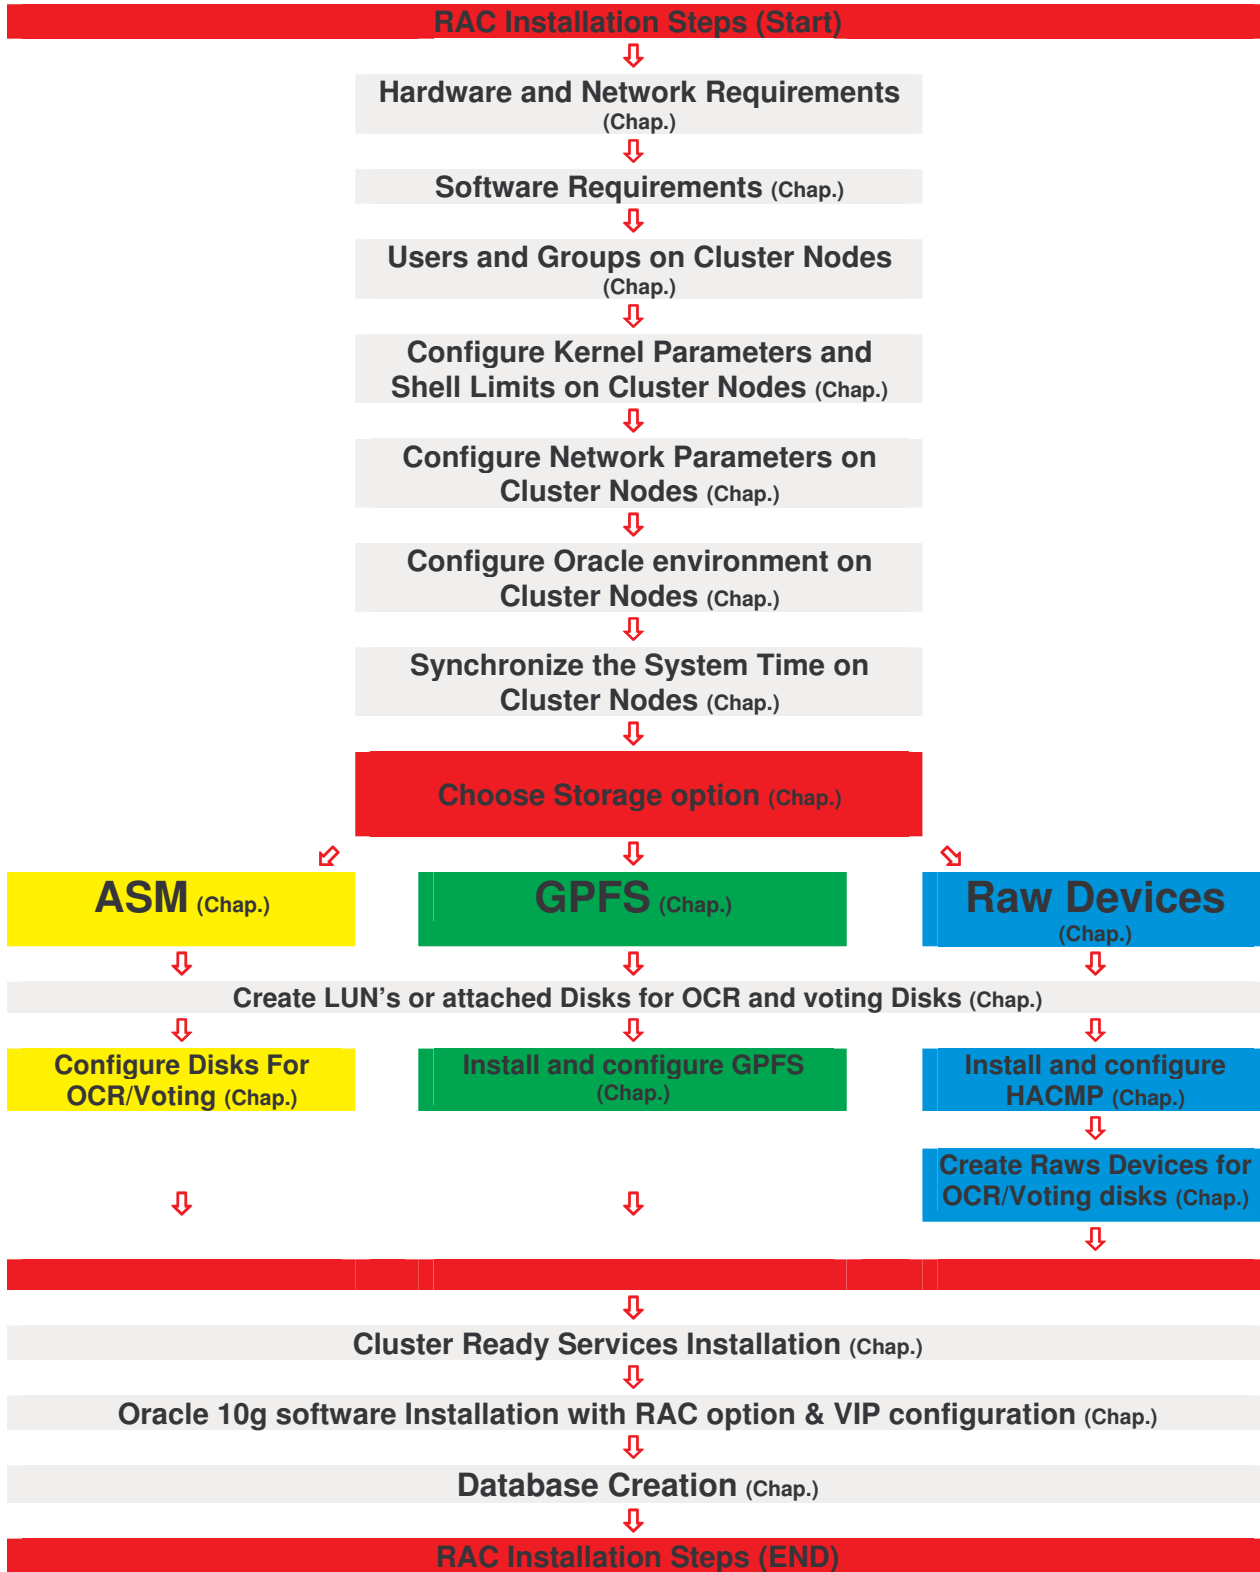 RAC Installation Steps (Start)
Hardware and Network Requirements
(Chap.)
Software Requirements (Chap.)
Users and Groups on Cluster Nodes
(Chap.)
Configure Kernel Parameters and
Shell Limits on Cluster Nodes (Chap.)
Configure Network Parameters on
Cluster Nodes (Chap.)
Configure Oracle environment on
Cluster Nodes (Chap.)
Synchronize the System Time on
Cluster Nodes (Chap.)
Choose Storage option (Chap.)
ASM (Chap.)
GPFS (Chap.)
Raw Devices
(Chap.)
Create LUN's or attached Disks for OCR and voting Disks (Chap.)
Configure Disks For
OCR/Voting (Chap.)
Install and configure GPFS
(Chap.)
Install and configure
HACMP (Chap.)
Create Raws Devices for
OCR/Voting disks (Chap.)
Cluster Ready Services Installation (Chap.)
Oracle 10g software Installation with RAC option & VIP configuration (Chap.)
Database Creation (Chap.)
RAC Installation Steps (END)